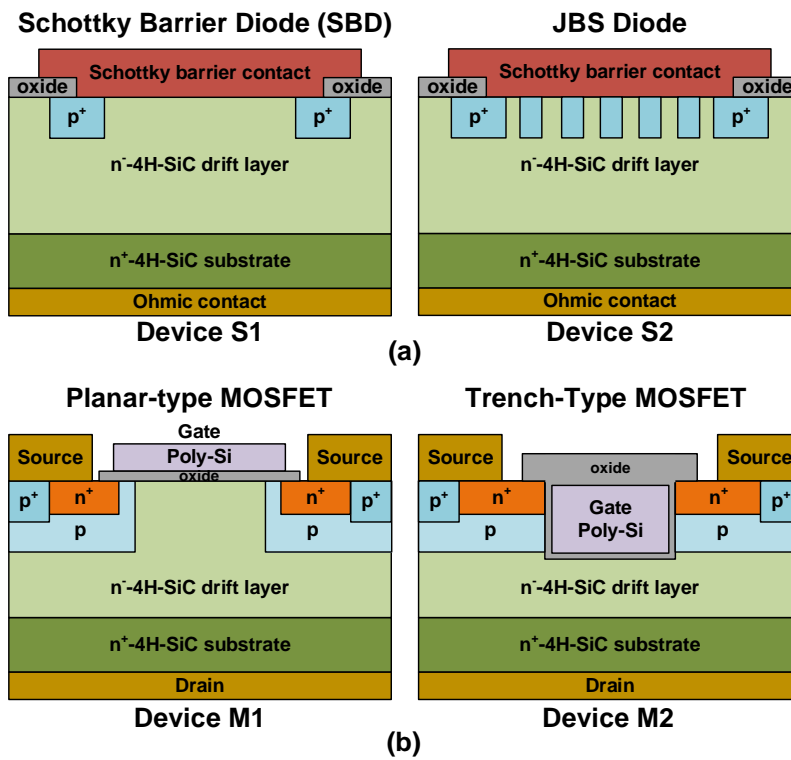 Schottky Barrier Diode (SBD)
Schottky barrier contact
oxide
oxide
p+
p+
n⁻-4H-SiC drift layer
n⁺-4H-SiC substrate
Ohmic contact
Device S1
JBS Diode
Schottky barrier contact
oxide
oxide
p+
p+
n⁻-4H-SiC drift layer
n⁺-4H-SiC substrate
Ohmic contact
Device S2
(a)
Planar-type MOSFET
Gate
Source
Poly-Si
Source
oxide
p+
n+
n+
p+
p
p
n⁻-4H-SiC drift layer
n⁺-4H-SiC substrate
Drain
Device M1
Trench-Type MOSFET
Source
oxide
Source
p+
n+
Gate
Poly-Si
n+
p+
p
p
n⁻-4H-SiC drift layer
n⁺-4H-SiC substrate
Drain
Device M2
(b)